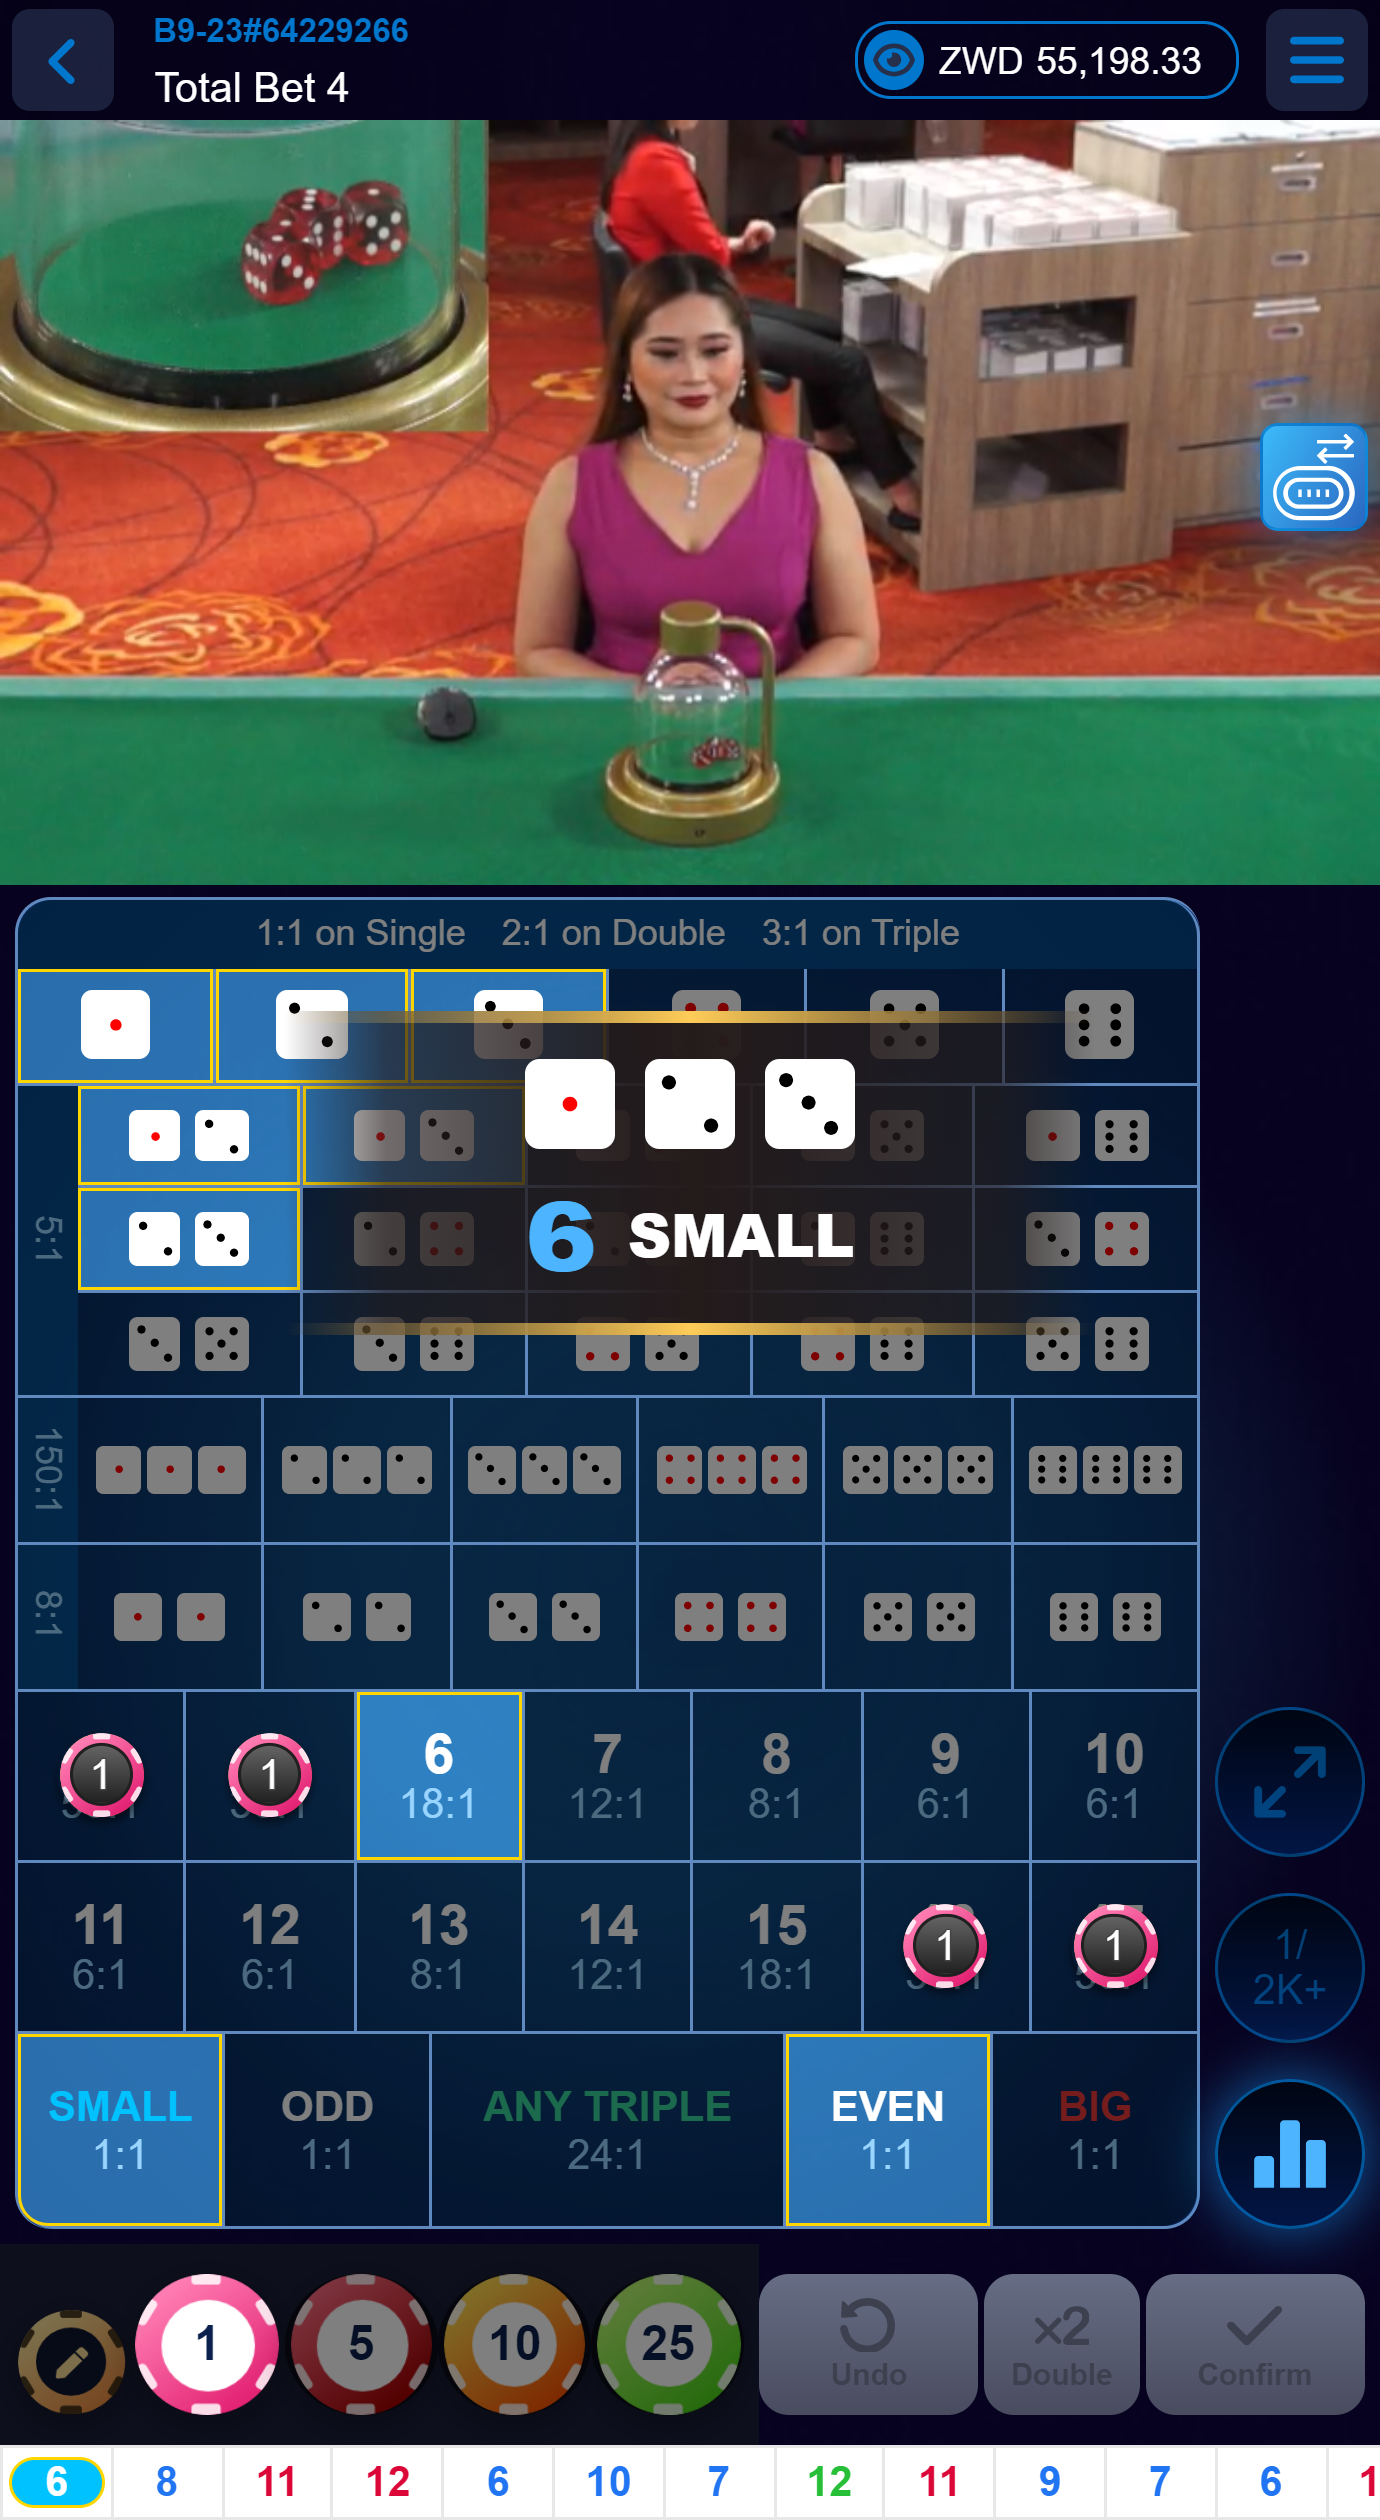 B9-23#64229266
Total Bet 4
ZWD 55,198.33
1:1 on Single 2:1 on Double 3:1 on Triple
6 SMALL
5:1
150:1
8:1
1 1 6 7 8 9 10
18:1 12:1 8:1 6:1 6:1
11 12 13 14 15 1 1
6:1 6:1 8:1 12:1 18:1
SMALL ODD ANY TRIPLE EVEN BIG
1:1 1:1 24:1 1:1 1:1
1/
2K+
1 5 10 25
x2
Undo Double Confirm
6 8 11 12 6 10 7 12 11 9 7 6